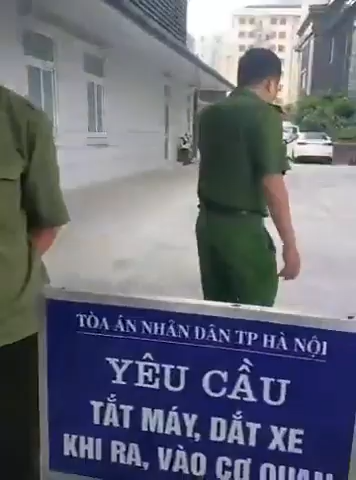 TÒA ÁN NHÂN DÂN TP HÀ NỘI
YÊU CẦU
TẮT MÁY, DẮT XE
KHI RA, VÀO CƠ QUAN